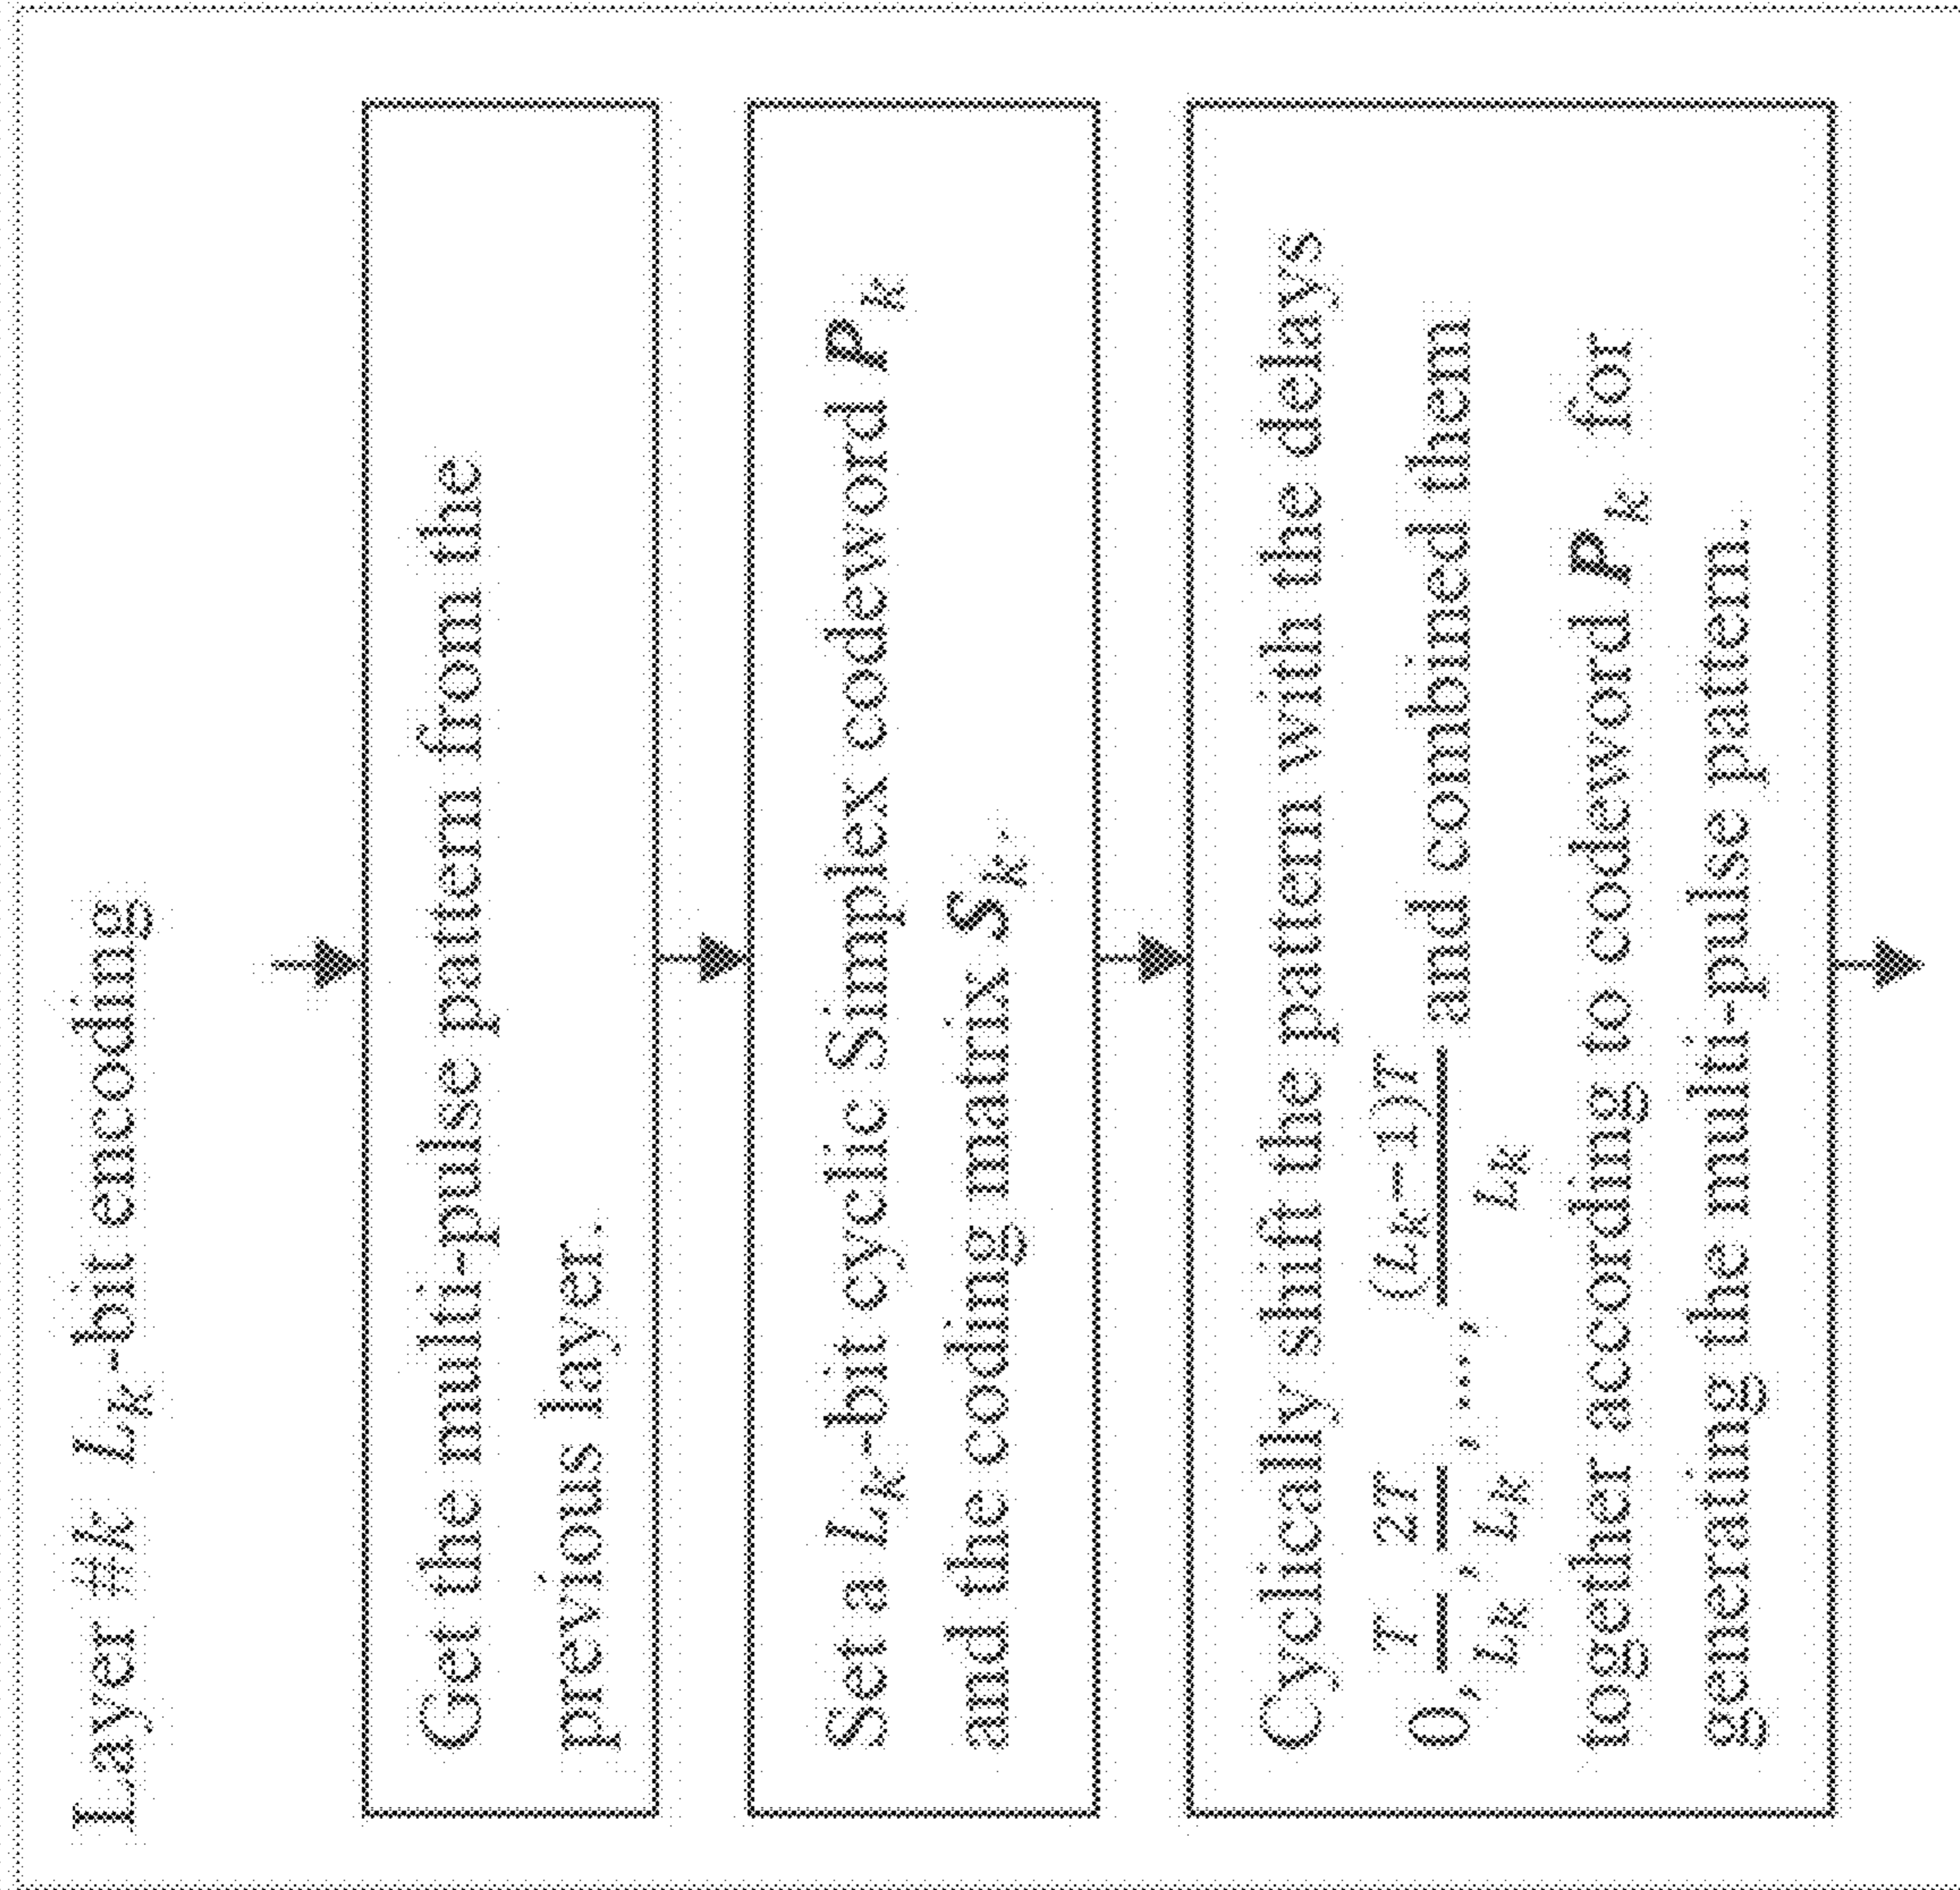 Layer #k L_K-bit encoding
Get the multi-pulse pattern from the
previous layer.
Set a L_K-bit cyclic Simplex codeword P_k
and the coding matrix S_k.
Cyclically shift the pattern with the delays
0, T/L_K, 2T/L_K, ..., (L_K-1)T/L_K and combined them
together according to codeword P_k for
generating the multi-pulse pattern.